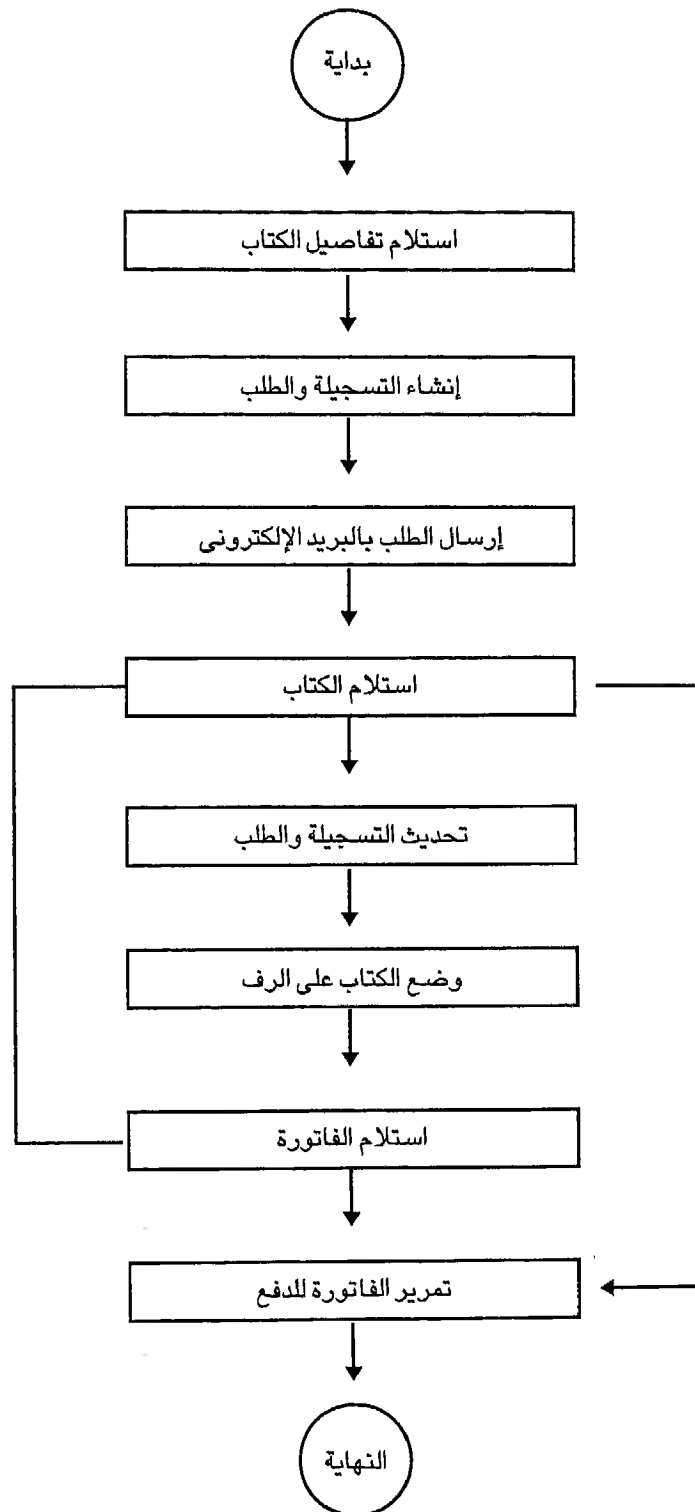 بداية
استلام تفاصيل الكتاب
إنشاء التسجيلة والطلب
إرسال الطلب بالبريد الإلكترونى
استلام الكتاب
تحديث التسجيلة والطلب
وضع الكتاب على الرف
استلام الفاتورة
تمرير الفاتورة للدفع
النهاية